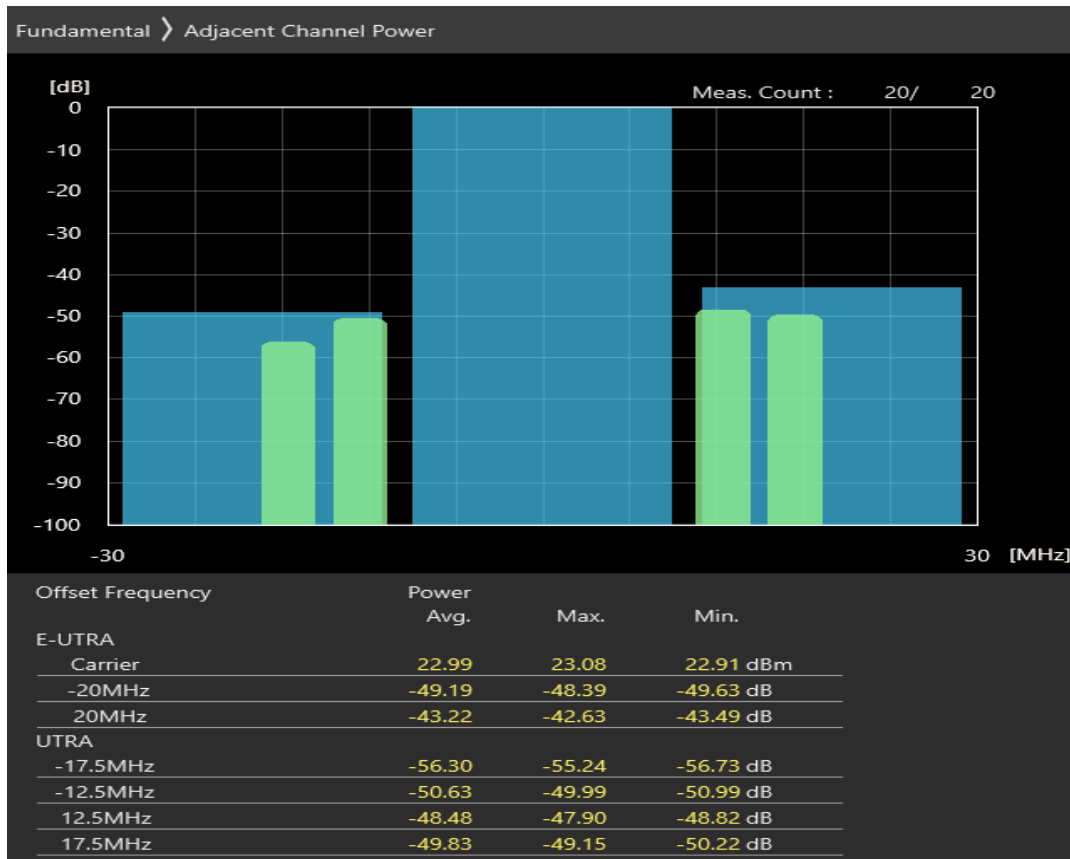 Fundamental ❯ Adjacent Channel Power
[dB]
Meas. Count : 20/ 20
0
-10
-20
-30
-40
-50
-60
-70
-80
-90
-100
-30 30 [MHz]
Offset Frequency Power
Avg. Max. Min.
E-UTRA
Carrier 22.99 23.08 22.91 dBm
-20MHz -49.19 -48.39 -49.63 dB
20MHz -43.22 -42.63 -43.49 dB
UTRA
-17.5MHz -56.30 -55.24 -56.73 dB
-12.5MHz -50.63 -49.99 -50.99 dB
12.5MHz -48.48 -47.90 -48.82 dB
17.5MHz -49.83 -49.15 -50.22 dB